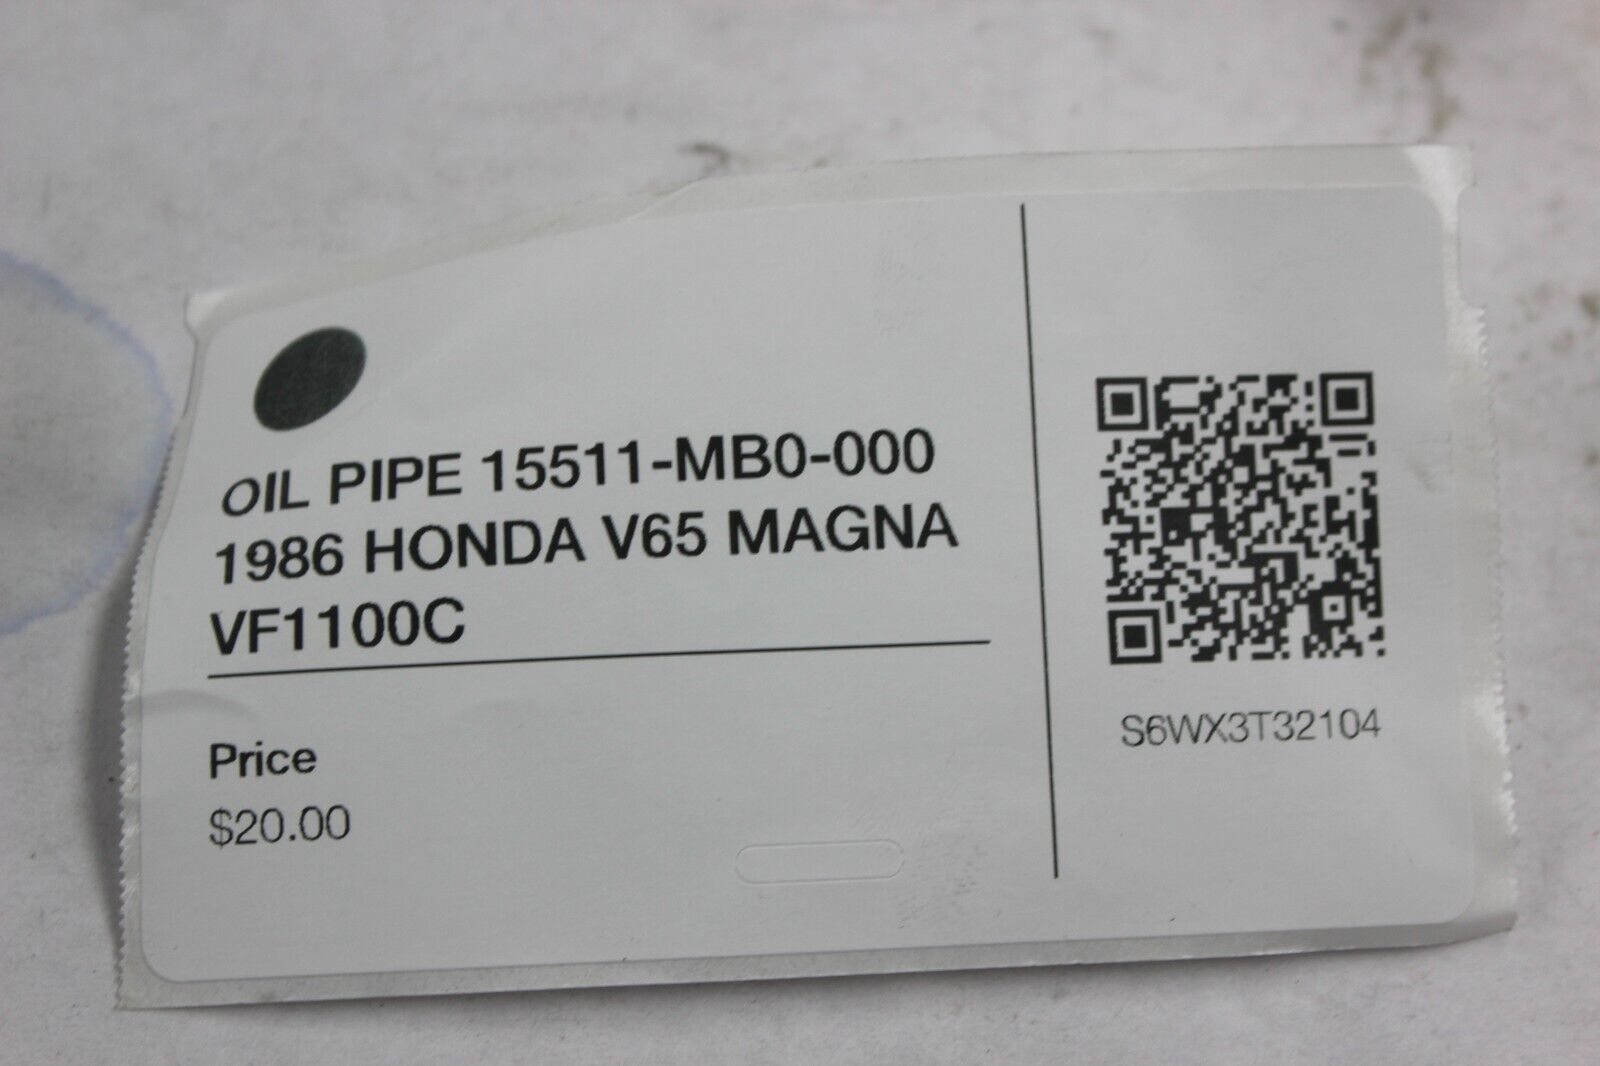 OIL PIPE 15511-MB0-000
1986 HONDA V65 MAGNA
VF1100C
Price
$20.00
S6WX3T32104